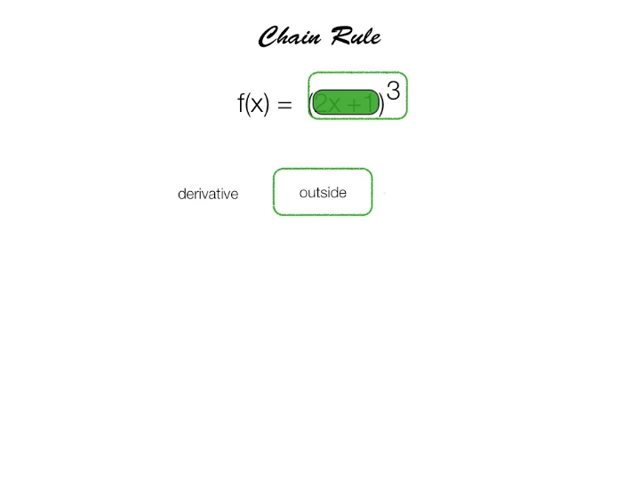 Chain Rule
f(x) = (2x +1)³
derivative outside